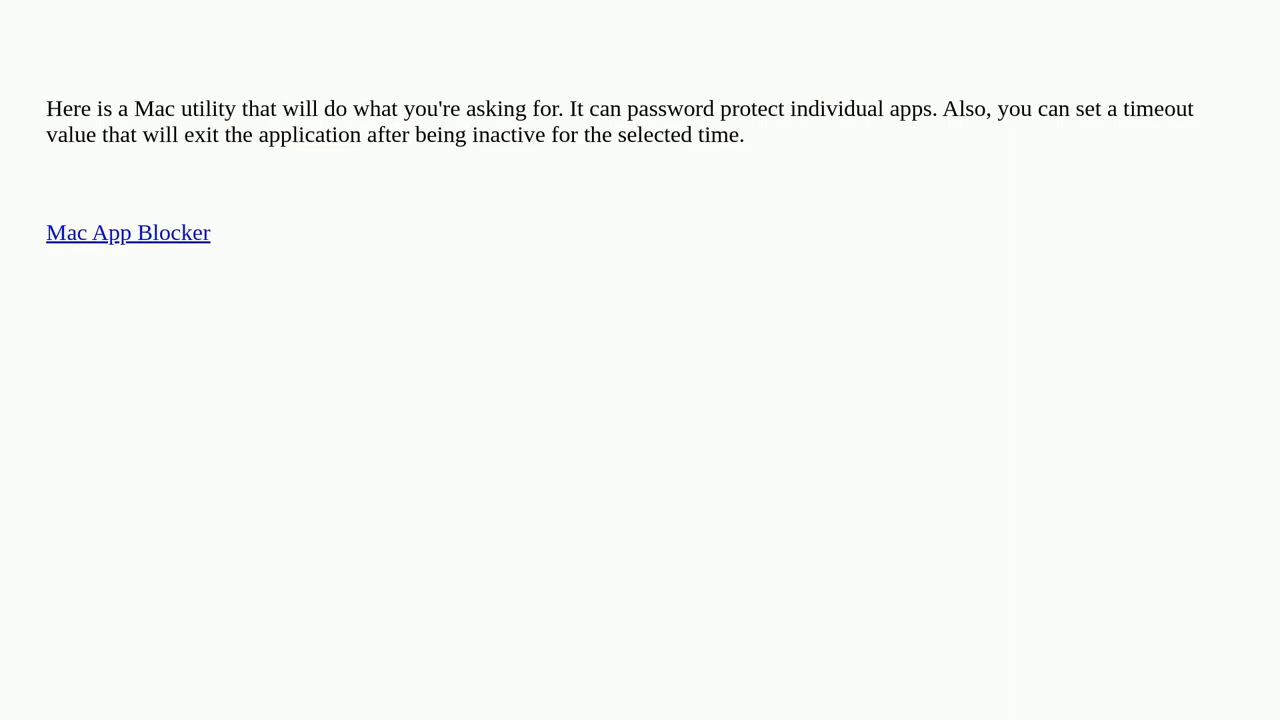 Here is a Mac utility that will do what you're asking for. It can password protect individual apps. Also, you can set a timeout
value that will exit the application after being inactive for the selected time.
Mac App Blocker